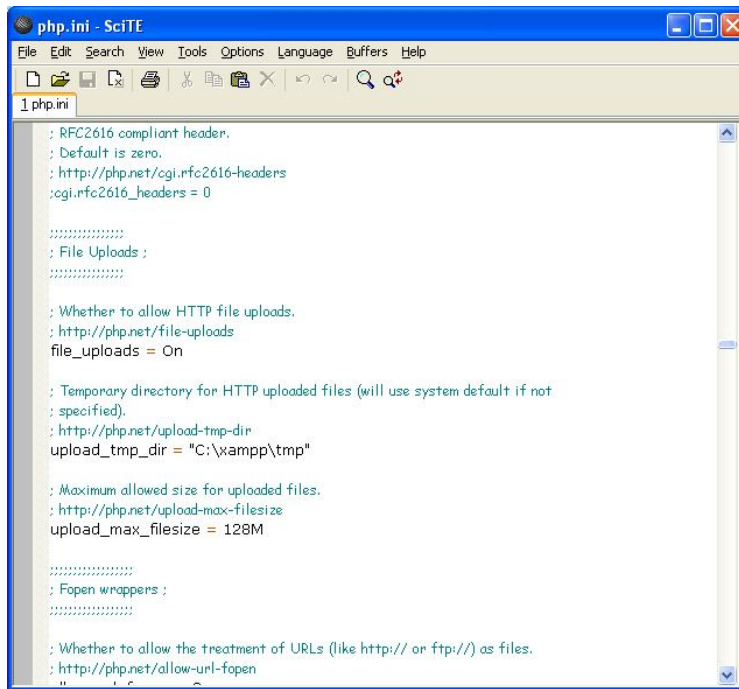 php.ini - SciTE
File Edit Search View Tools Options Language Buffers Help
1 php.ini
; RFC2616 compliant header.
; Default is zero.
; http://php.net/cgi.rfc2616-headers
;cgi.rfc2616_headers = 0
;;;;;;;;;;;;;;;;
; File Uploads ;
;;;;;;;;;;;;;;;;
; Whether to allow HTTP file uploads.
; http://php.net/file-uploads
file_uploads = On
; Temporary directory for HTTP uploaded files (will use system default if not
; specified).
; http://php.net/upload-tmp-dir
upload_tmp_dir = "C:\xampp\tmp"
; Maximum allowed size for uploaded files.
; http://php.net/upload-max-filesize
upload_max_filesize = 128M
;;;;;;;;;;;;;;;;;;
; Fopen wrappers ;
;;;;;;;;;;;;;;;;;;
; Whether to allow the treatment of URLs (like http:// or ftp://) as files.
; http://php.net/allow-url-fopen